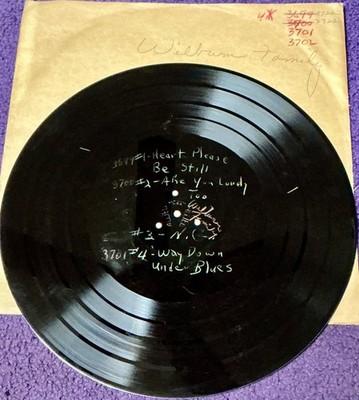 3701
3702
Wilburn Family
3699 #1-Heart Please
Be Still
3700 #2-Are You Lonely
Too
#3-N.G.
3701 #4-Way Down
Under Blues